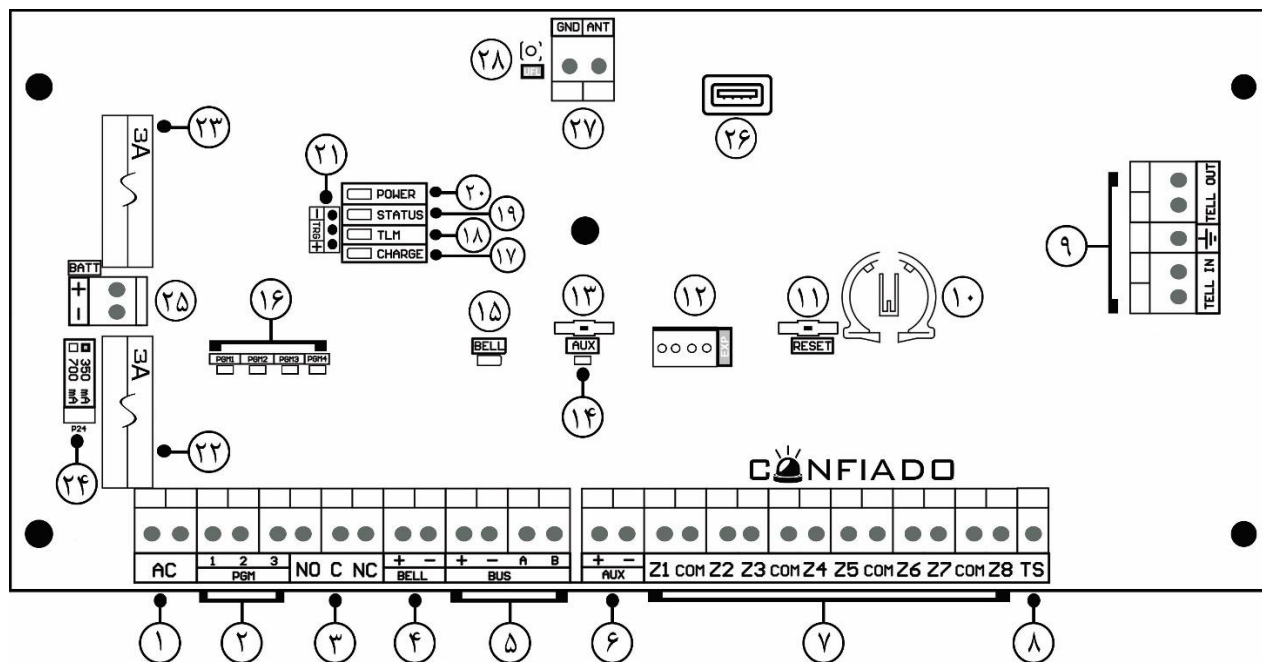 GND ANT
۲۸
۲۷
۲۶
۲۳
3A
۲۱
POWER
۲۰
STATUS
۱۹
TLM
۱۸
CHARGE
۱۷
− TRG +
TELL OUT
TELL IN
۹
BATT
+
−
۲۵
۱۶
PGM1 PGM2 PGM3 PGM4
۱۵
BELL
۱۳
AUX
۱۴
۱۲
EXP
۱۱
RESET
۱۰
350 mA
700 mA
P24
۲۴
3A
۲۲
CONFIADO
AC
1 2 3
PGM
NO C NC
+ −
BELL
+ − A B
BUS
+ −
AUX
Z1 COM Z2 Z3 COM Z4 Z5 COM Z6 Z7 COM Z8 TS
۱ ۲ ۳ ۴ ۵ ۶ ۷ ۸